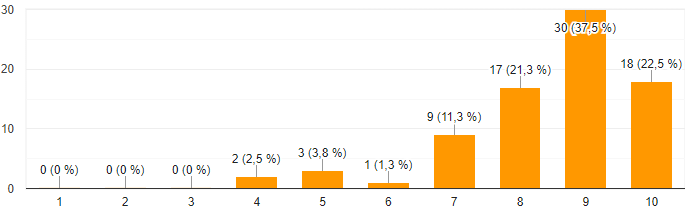 30
20
10
0
0 (0 %)
0 (0 %)
0 (0 %)
2 (2,5 %)
3 (3,8 %)
1 (1,3 %)
9 (11,3 %)
17 (21,3 %)
30 (37,5 %)
18 (22,5 %)
1 2 3 4 5 6 7 8 9 10